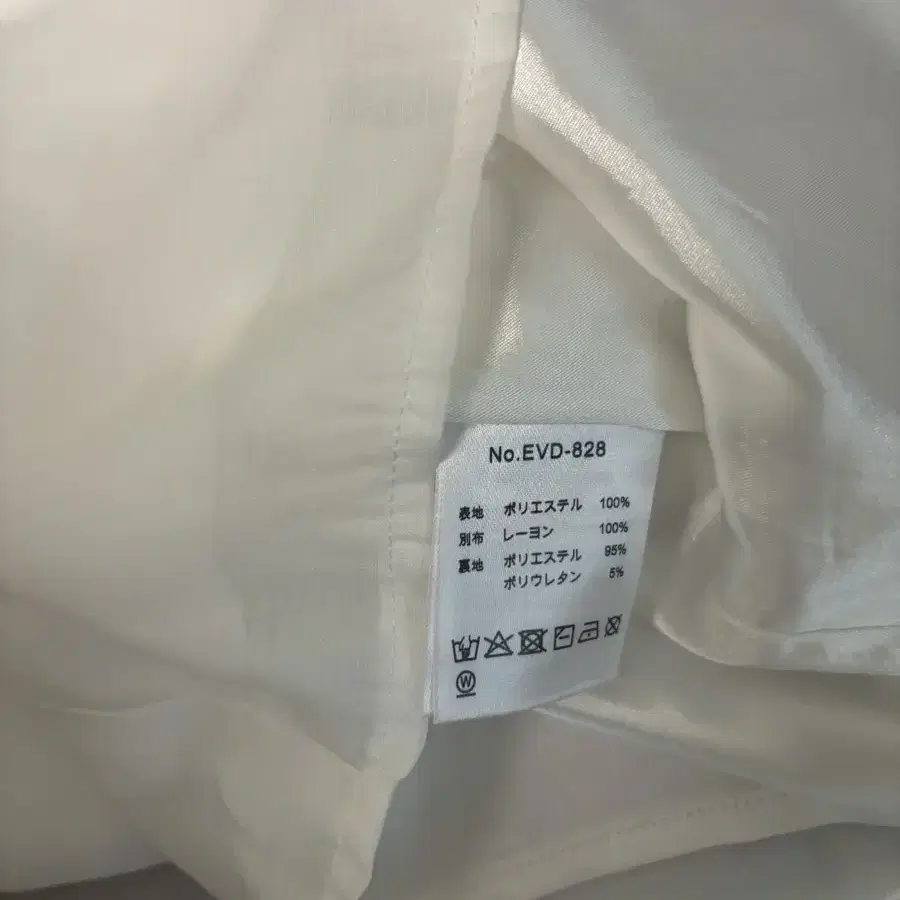 No.EVD-828
表地 ポリエステル 100%
別布 レーヨン 100%
裏地 ポリエステル 95%
ポリウレタン 5%
W